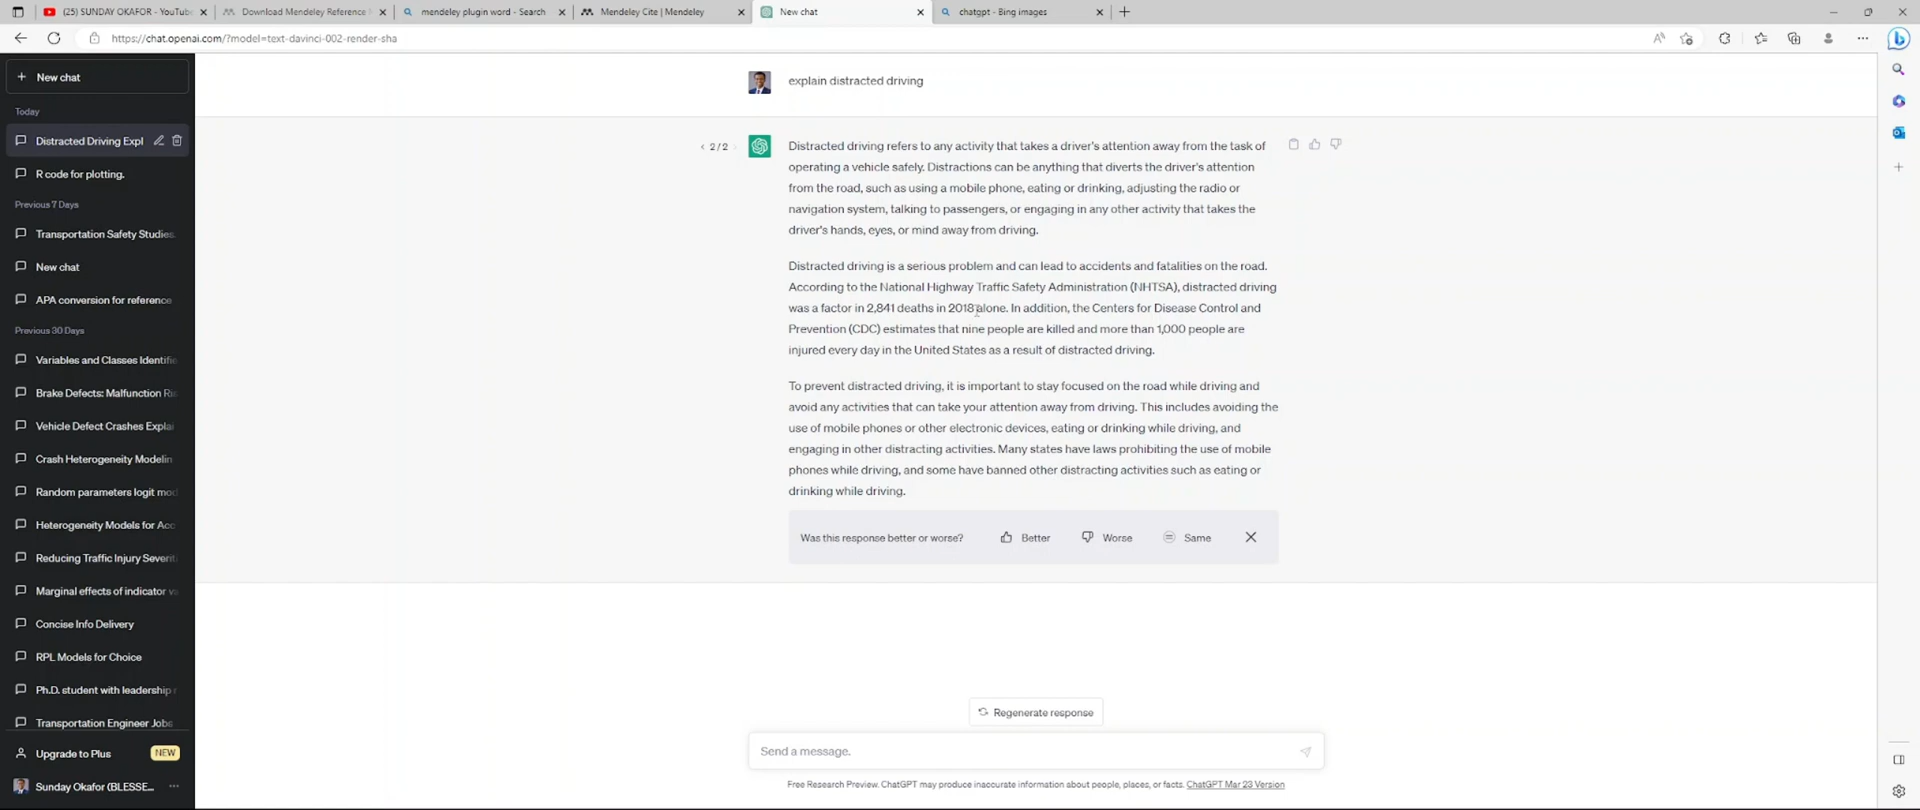 (25) SUNDAY OKAFOR - YouTube
Download Mendeley Reference
mendeley plugin word - Search
Mendeley Cite | Mendeley
New chat
chatgpt - Bing images
https://chat.openai.com/?model=text-davinci-002-render-sha
New chat
Today
Distracted Driving Expl
R code for plotting.
Previous 7 Days
Transportation Safety Studies.
New chat
APA conversion for reference
Previous 30 Days
Variables and Classes Identific
Brake Defects: Malfunction Ris
Vehicle Defect Crashes Explai
Crash Heterogeneity Modelin
Random parameters logit mod
Heterogeneity Models for Acc
Reducing Traffic Injury Severit
Marginal effects of indicator va
Concise Info Delivery
RPL Models for Choice
Ph.D. student with leadership r
Transportation Engineer Jobs
Upgrade to Plus NEW
Sunday Okafor (BLESSE...
explain distracted driving
2/2
Distracted driving refers to any activity that takes a driver's attention away from the task of
operating a vehicle safely. Distractions can be anything that diverts the driver's attention
from the road, such as using a mobile phone, eating or drinking, adjusting the radio or
navigation system, talking to passengers, or engaging in any other activity that takes the
driver's hands, eyes, or mind away from driving.
Distracted driving is a serious problem and can lead to accidents and fatalities on the road.
According to the National Highway Traffic Safety Administration (NHTSA), distracted driving
was a factor in 2,841 deaths in 2018 alone. In addition, the Centers for Disease Control and
Prevention (CDC) estimates that nine people are killed and more than 1,000 people are
injured every day in the United States as a result of distracted driving.
To prevent distracted driving, it is important to stay focused on the road while driving and
avoid any activities that can take your attention away from driving. This includes avoiding the
use of mobile phones or other electronic devices, eating or drinking while driving, and
engaging in other distracting activities. Many states have laws prohibiting the use of mobile
phones while driving, and some have banned other distracting activities such as eating or
drinking while driving.
Was this response better or worse? Better Worse Same
Regenerate response
Send a message.
Free Research Preview. ChatGPT may produce inaccurate information about people, places, or facts. ChatGPT Mar 23 Version